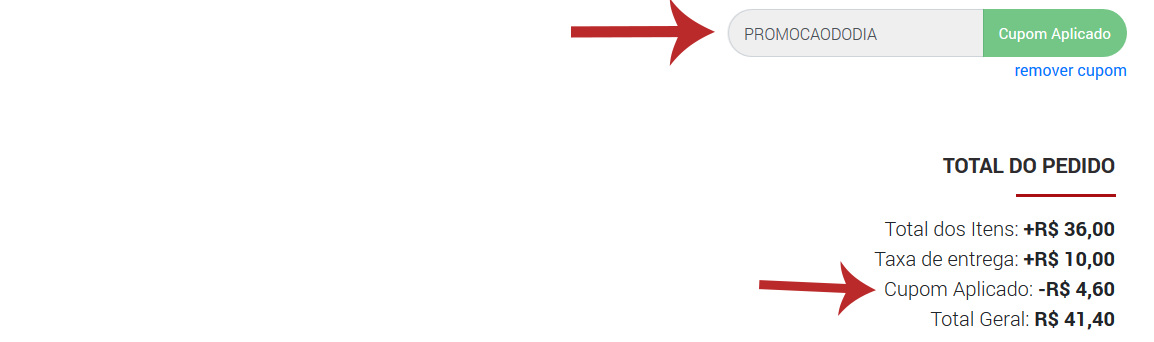 PROMOCAODODIA Cupom Aplicado
remover cupom
TOTAL DO PEDIDO
Total dos Itens: +R$ 36,00
Taxa de entrega: +R$ 10,00
Cupom Aplicado: -R$ 4,60
Total Geral: R$ 41,40